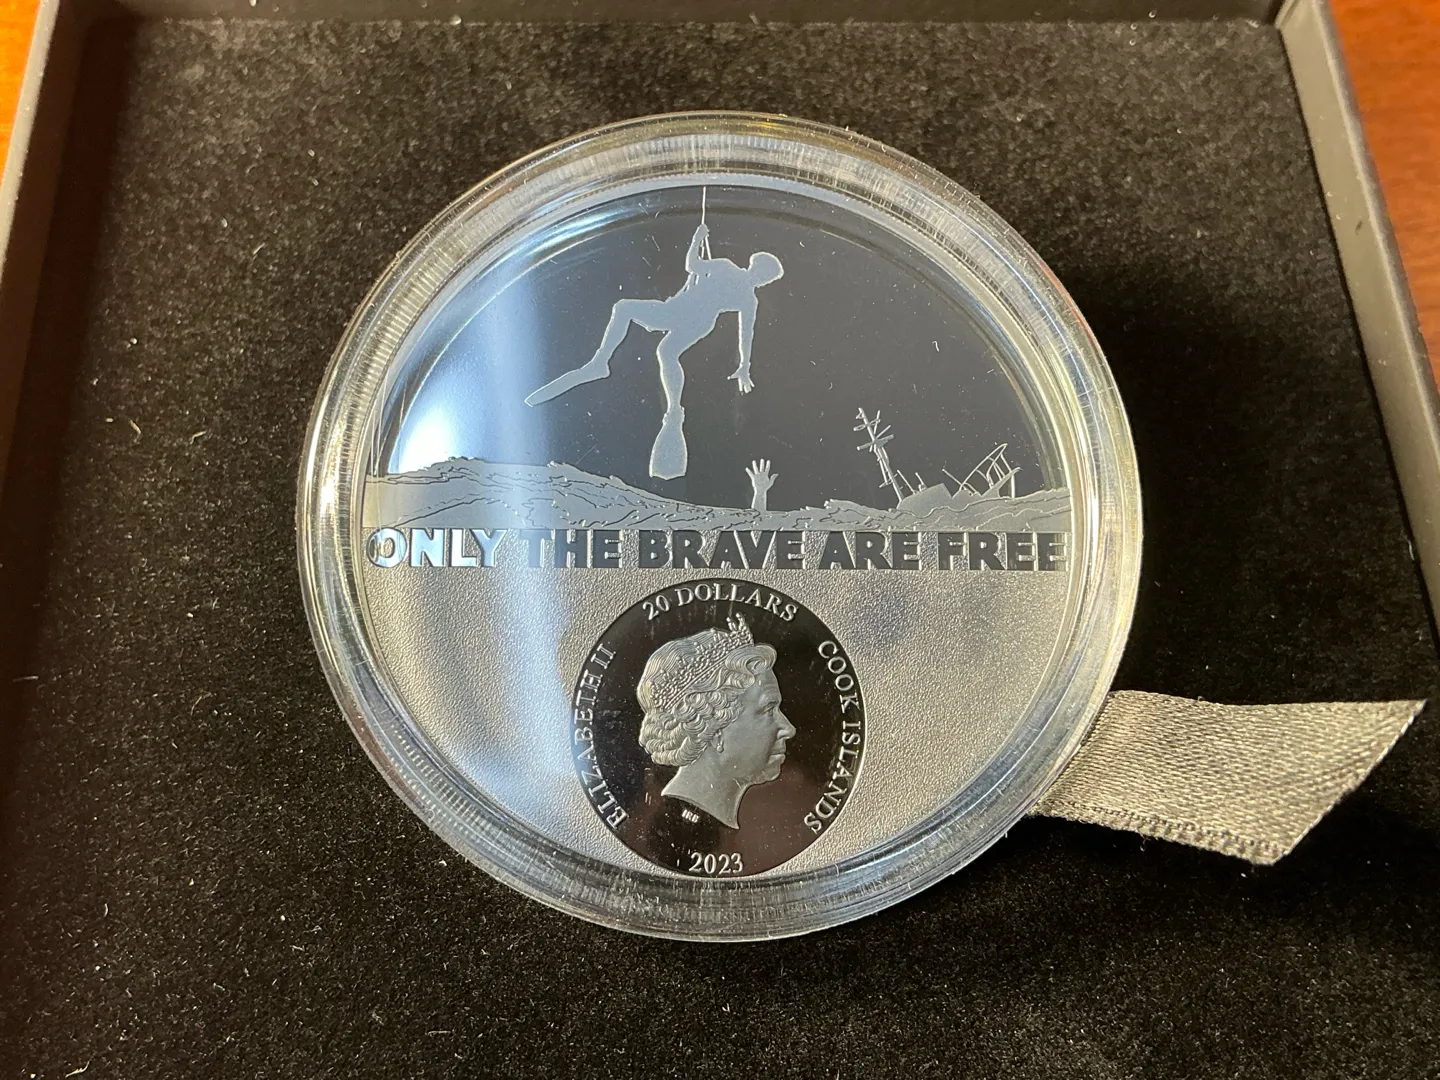 ONLY THE BRAVE ARE FREE
20 DOLLARS
ELIZABETH II
COOK ISLANDS
IRB
2023